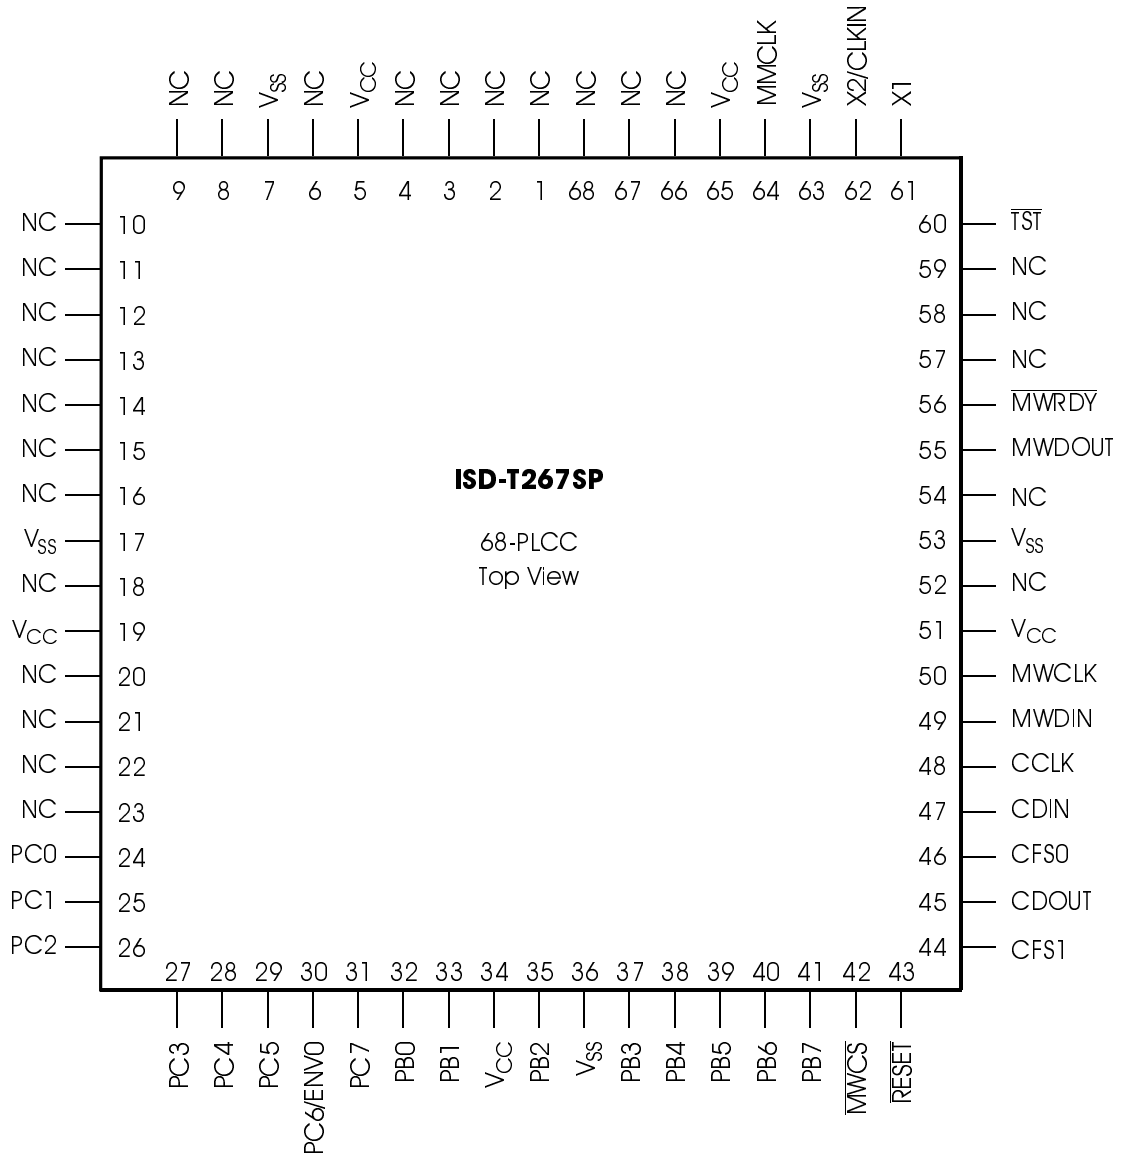 NC NC VSS NC VCC NC NC NC NC NC NC NC VCC MMCLK VSS X2/CLKIN X1
9 8 7 6 5 4 3 2 1 68 67 66 65 64 63 62 61
NC 10 60 TST
NC 11 59 NC
NC 12 58 NC
NC 13 57 NC
NC 14 56 MWRDY
NC 15 55 MWDOUT
ISD-T267SP
NC 16 54 NC
VSS 17 53 VSS
68-PLCC
Top View
NC 18 52 NC
VCC 19 51 VCC
NC 20 50 MWCLK
NC 21 49 MWDIN
NC 22 48 CCLK
NC 23 47 CDIN
PC0 24 46 CFS0
PC1 25 45 CDOUT
PC2 26 44 CFS1
27 28 29 30 31 32 33 34 35 36 37 38 39 40 41 42 43
PC3 PC4 PC5 PC6/ENV0 PC7 PB0 PB1 VCC PB2 VSS PB3 PB4 PB5 PB6 PB7 MWCS RESET